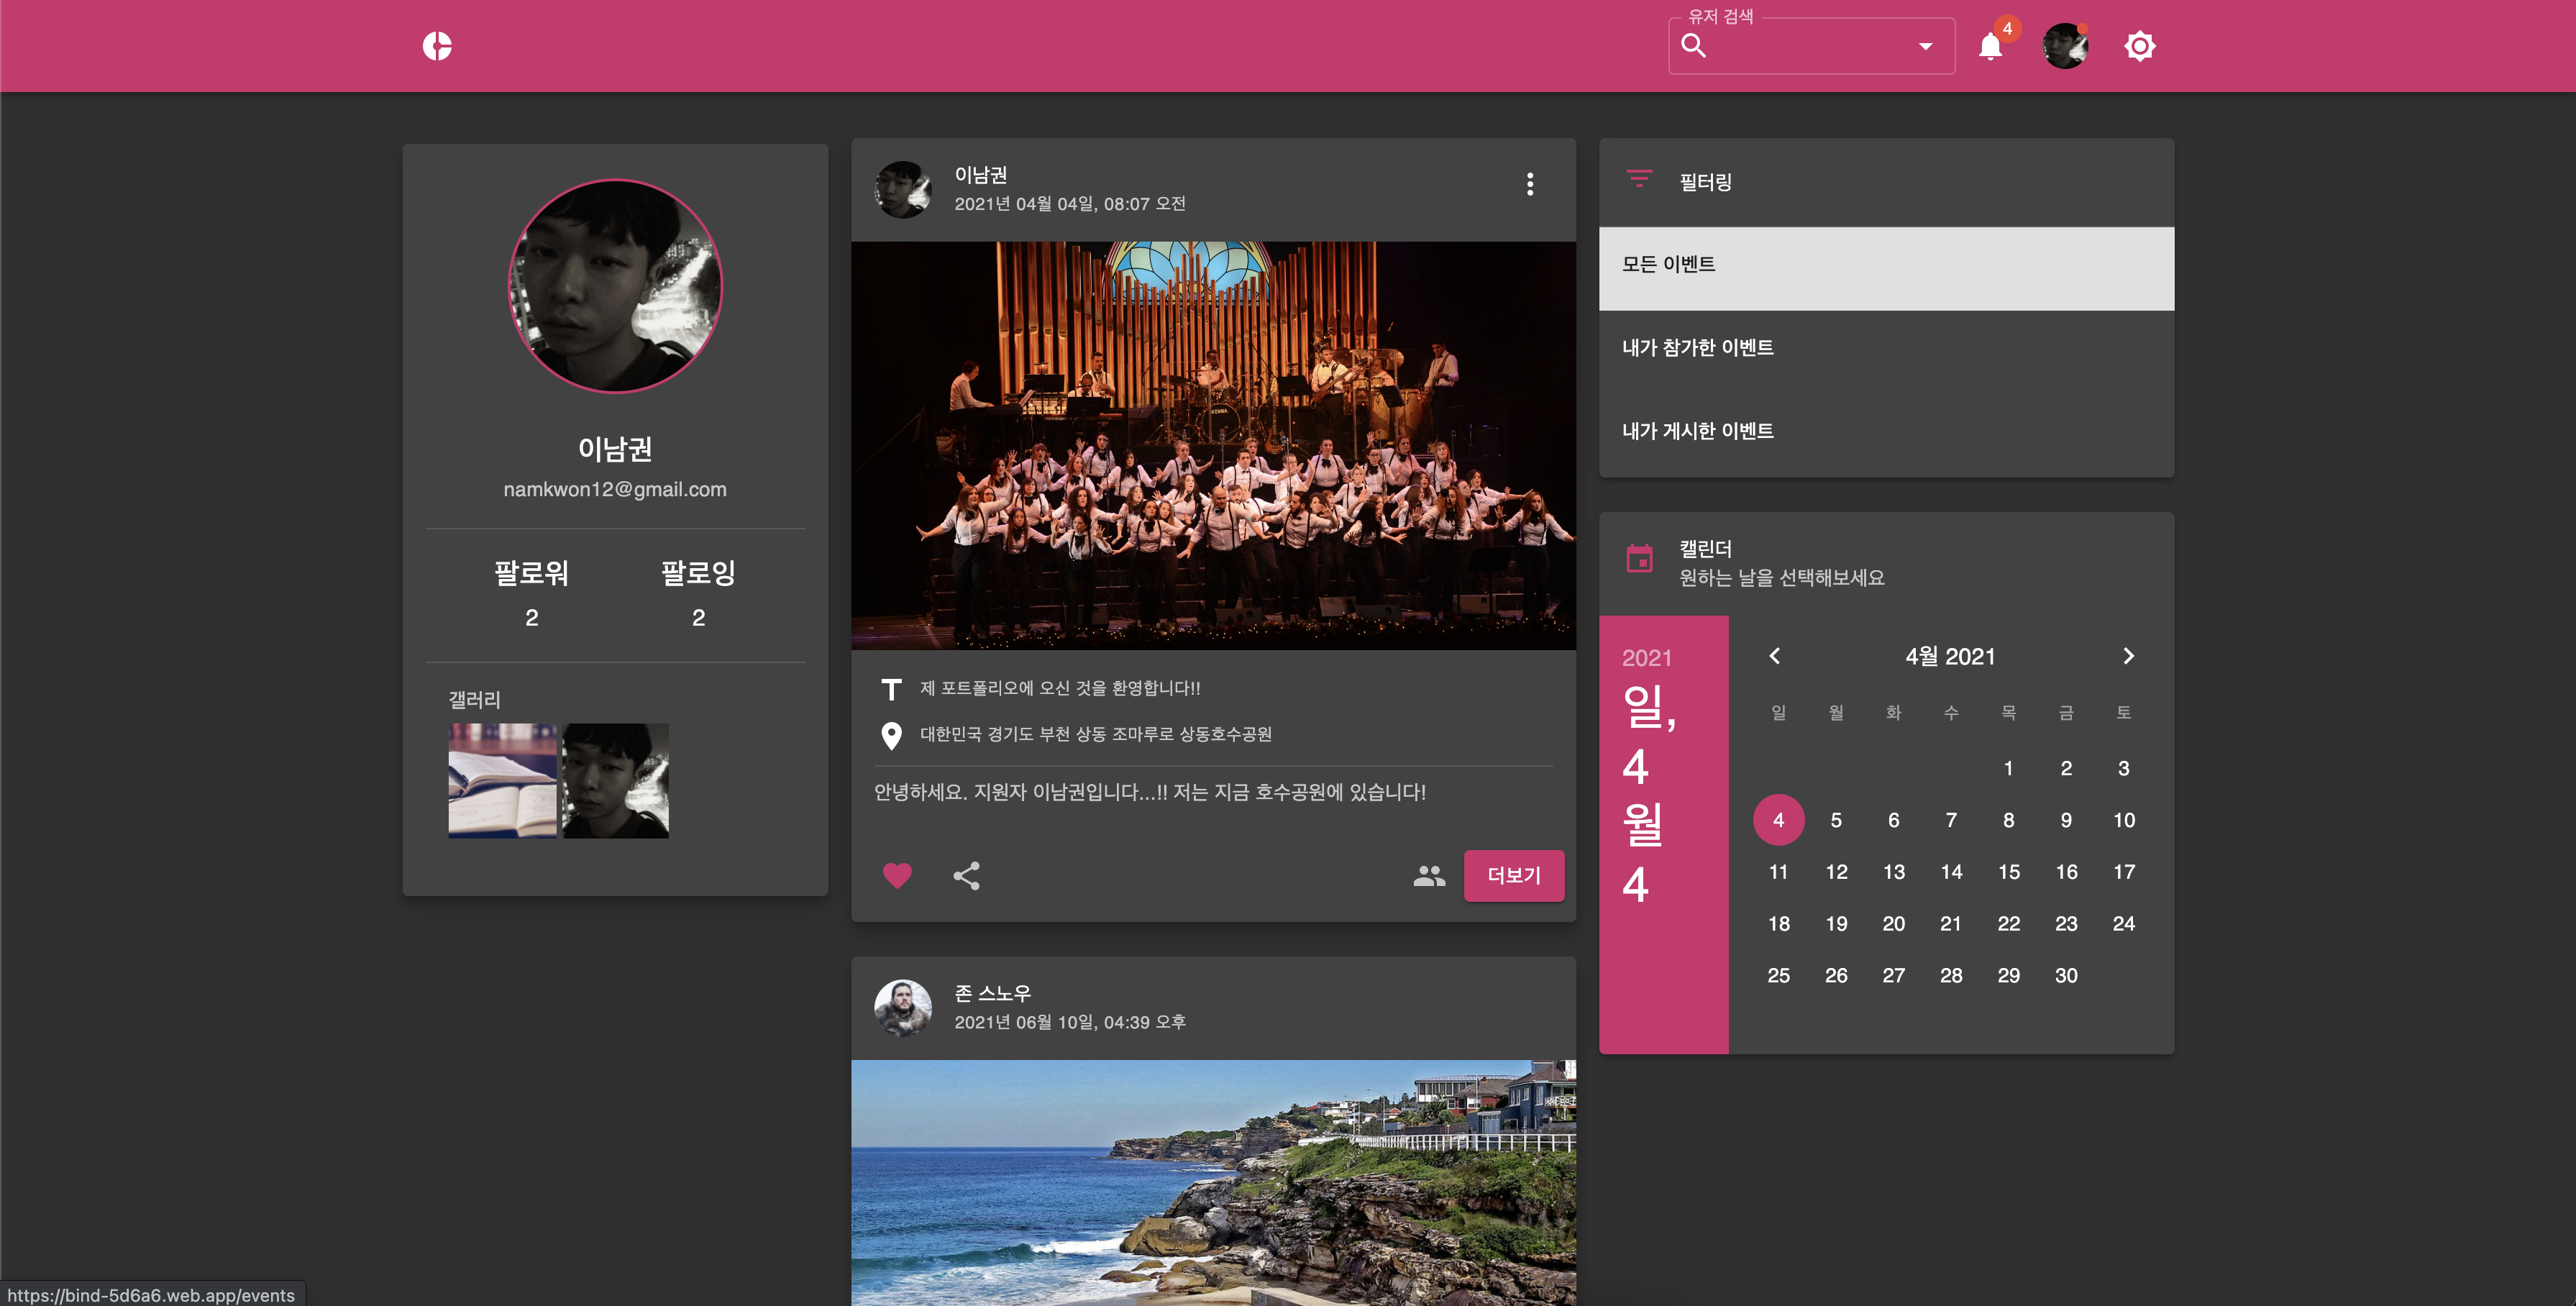 유저 검색
4
이남권
namkwon12@gmail.com
팔로워 팔로잉
2 2
갤러리
이남권
2021년 04월 04일, 08:07 오전
제 포트폴리오에 오신 것을 환영합니다!!
대한민국 경기도 부천 상동 조마루로 상동호수공원
안녕하세요. 지원자 이남권입니다...!! 저는 지금 호수공원에 있습니다!
더보기
존 스노우
2021년 06월 10일, 04:39 오후
필터링
모든 이벤트
내가 참가한 이벤트
내가 게시한 이벤트
캘린더
원하는 날을 선택해보세요
2021
일,
4
월
4
4월 2021
일 월 화 수 목 금 토
1 2 3
4 5 6 7 8 9 10
11 12 13 14 15 16 17
18 19 20 21 22 23 24
25 26 27 28 29 30
https://bind-5d6a6.web.app/events